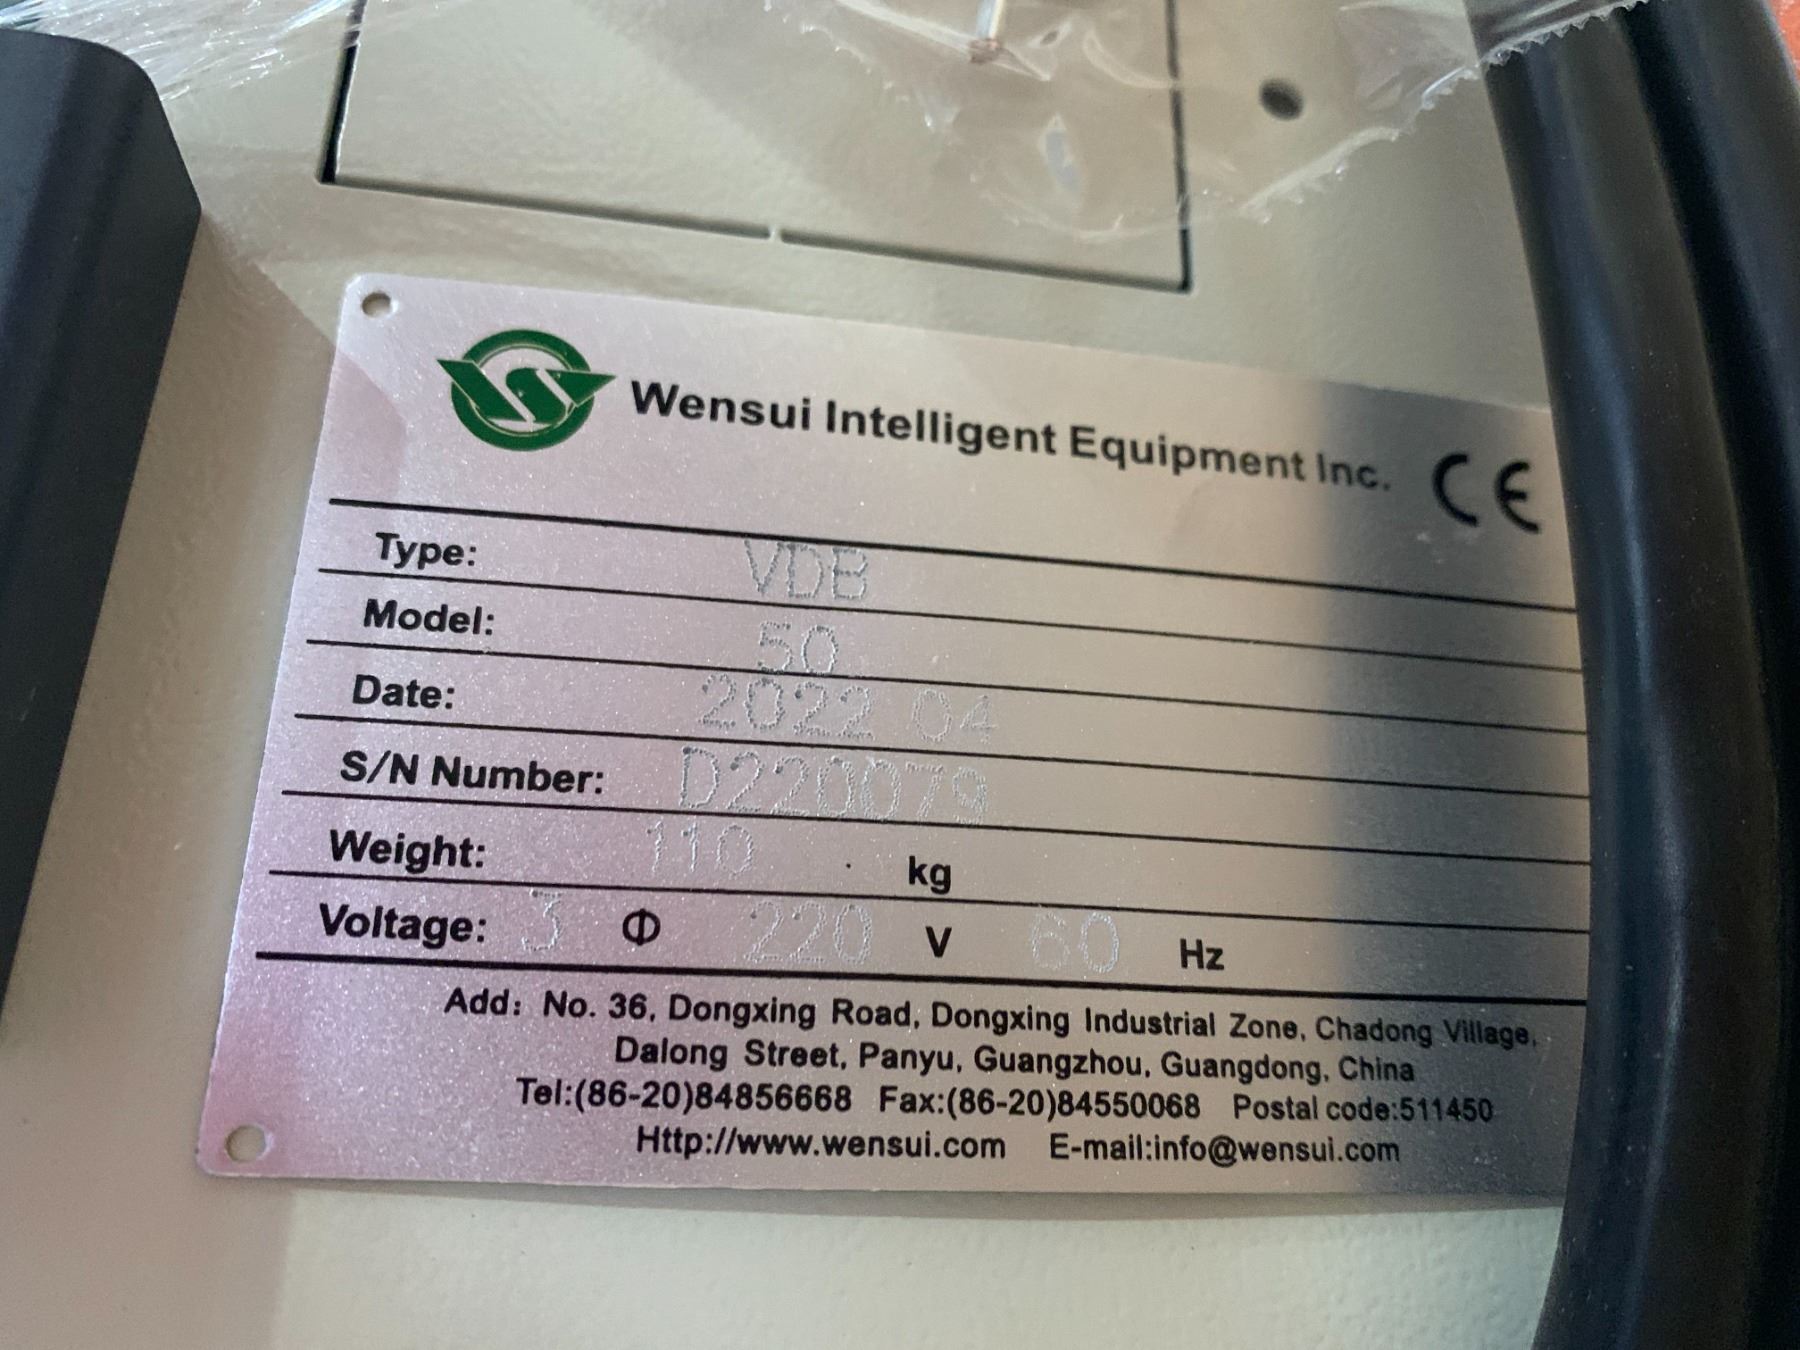 Wensui Intelligent Equipment Inc. CE
Type: VDB
Model: 50
Date: 2022 04
S/N Number: D220079
Weight: 110 kg
Voltage: 3 Φ 220 V 60 Hz
Add: No. 36, Dongxing Road, Dongxing Industrial Zone, Chadong Village,
Dalong Street, Panyu, Guangzhou, Guangdong, China
Tel:(86-20)84856668 Fax:(86-20)84550068 Postal code:511450
Http://www.wensui.com E-mail:info@wensui.com